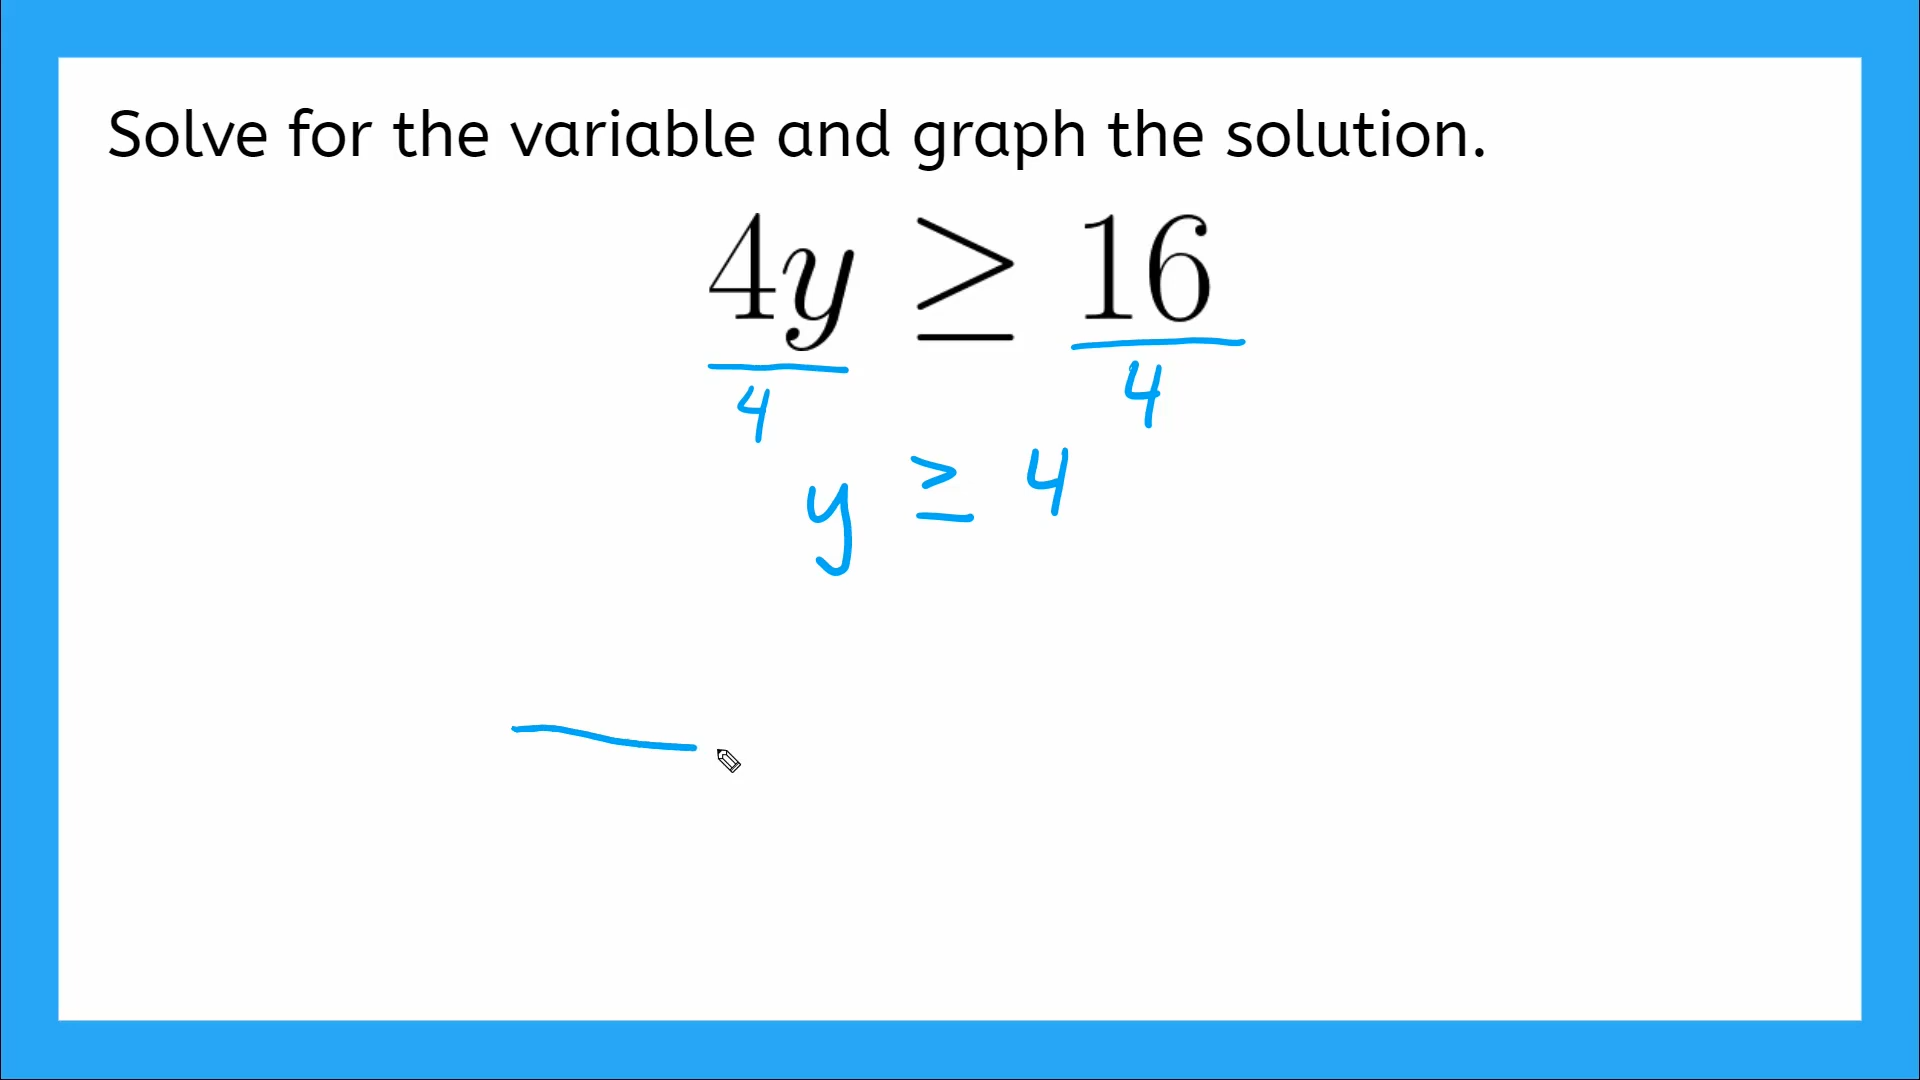 Solve for the variable and graph the solution.
4y ≥ 16
4 4
y ≥ 4